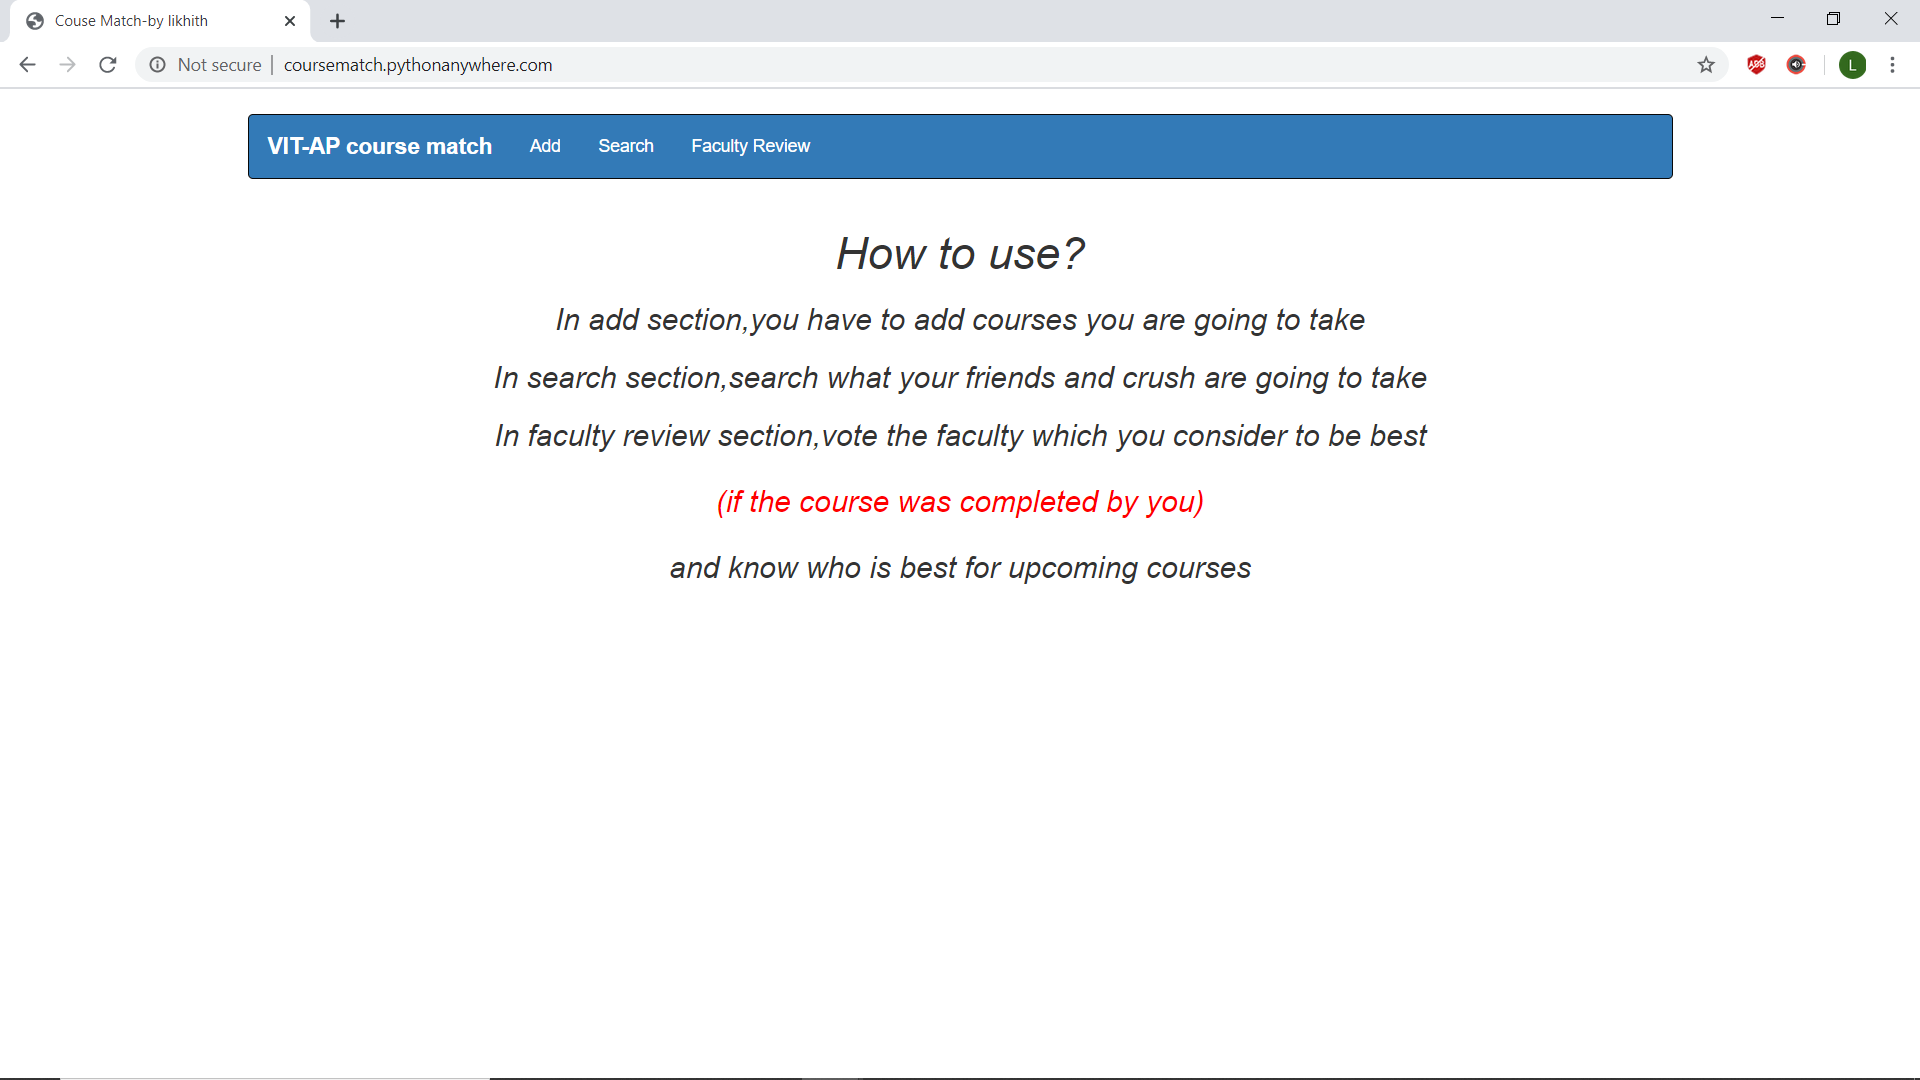 Couse Match-by likhith
Not secure | coursematch.pythonanywhere.com
ADB
L
VIT-AP course match Add Search Faculty Review
How to use?
In add section,you have to add courses you are going to take
In search section,search what your friends and crush are going to take
In faculty review section,vote the faculty which you consider to be best
(if the course was completed by you)
and know who is best for upcoming courses